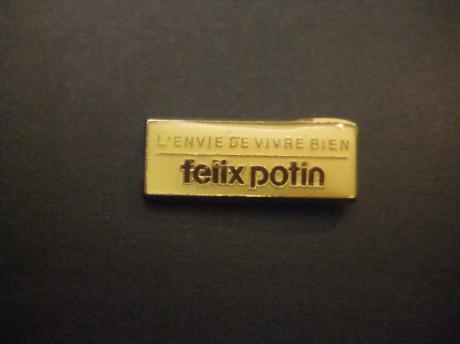 L'ENVIE DE VIVRE BIEN
felix potin